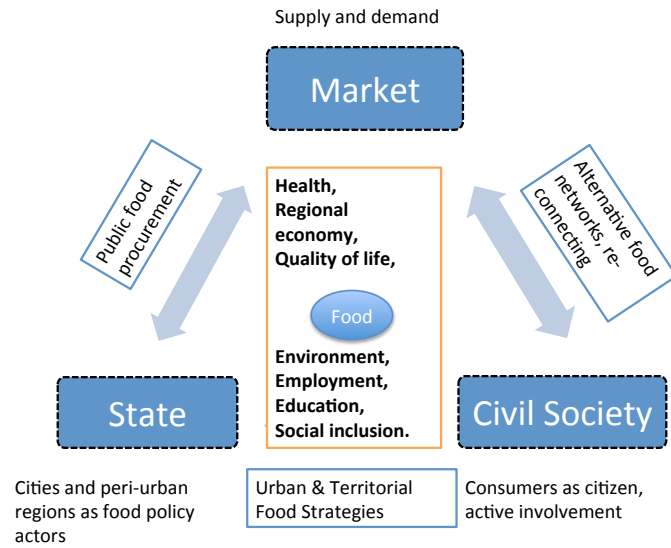 Supply and demand
Market
Public food
procurement
Alternative food
networks, re-
connecting
Health,
Regional
economy,
Quality of life,
Food
Environment,
Employment,
Education,
Social inclusion.
State
Civil Society
Cities and peri-urban
regions as food policy
actors
Urban & Territorial
Food Strategies
Consumers as citizen,
active involvement